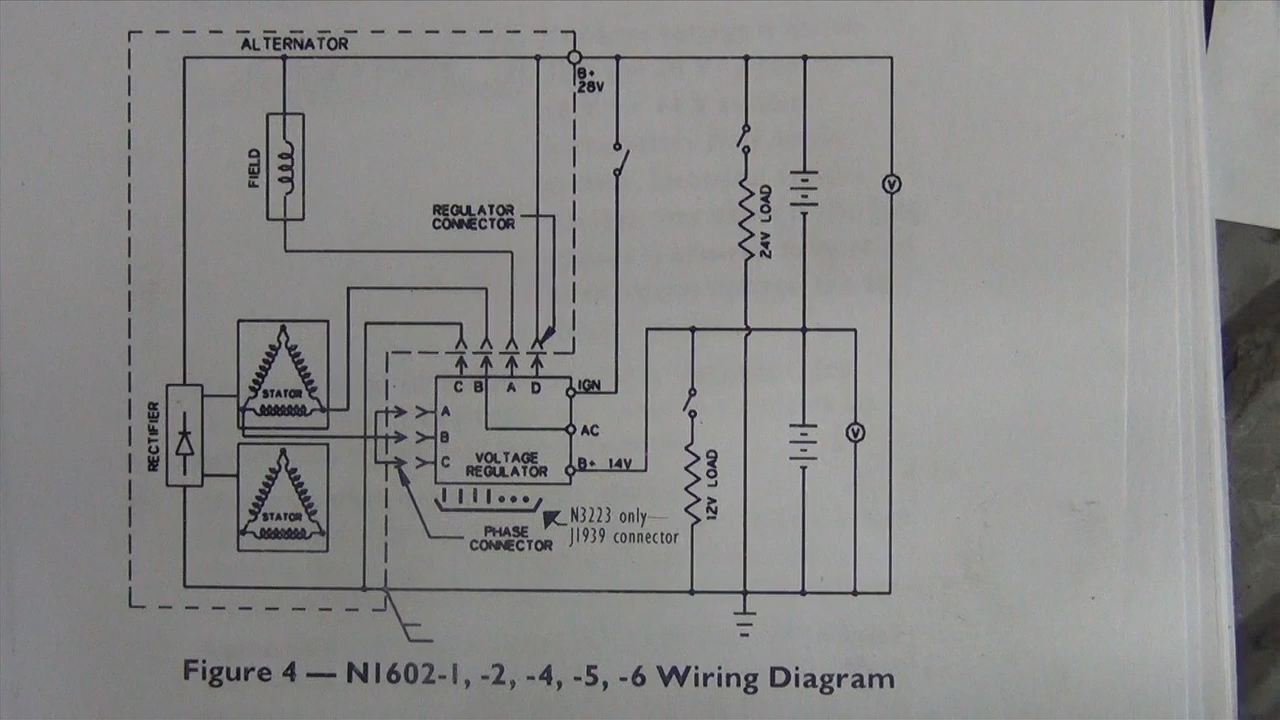 ALTERNATOR
B+
28V
FIELD
REGULATOR
CONNECTOR
24V LOAD
V
STATOR
C B A D
IGN
A
AC
B
VOLTAGE
REGULATOR
C
B+ 14V
V
RECTIFIER
12V LOAD
STATOR
N3223 only
J1939 connector
PHASE
CONNECTOR
Figure 4 — N1602-1, -2, -4, -5, -6 Wiring Diagram